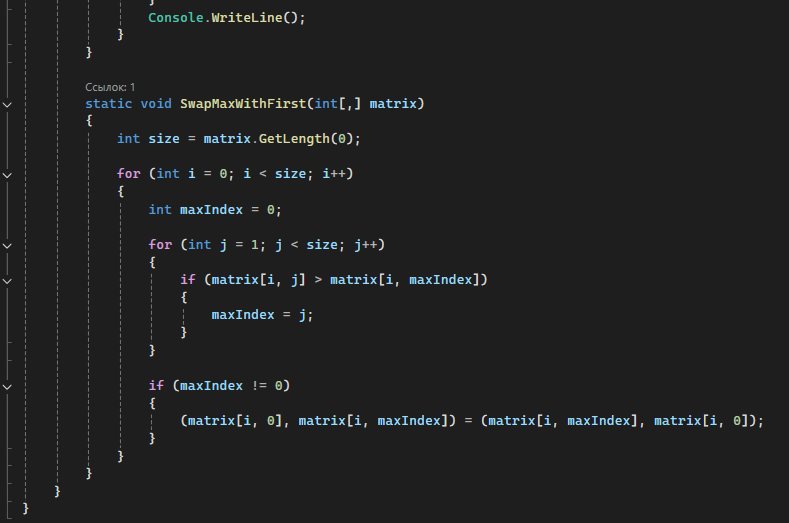 }
Console.WriteLine();
}
}
Ссылок: 1
static void SwapMaxWithFirst(int[,] matrix)
{
int size = matrix.GetLength(0);
for (int i = 0; i < size; i++)
{
int maxIndex = 0;
for (int j = 1; j < size; j++)
{
if (matrix[i, j] > matrix[i, maxIndex])
{
maxIndex = j;
}
}
if (maxIndex != 0)
{
(matrix[i, 0], matrix[i, maxIndex]) = (matrix[i, maxIndex], matrix[i, 0]);
}
}
}
}
}